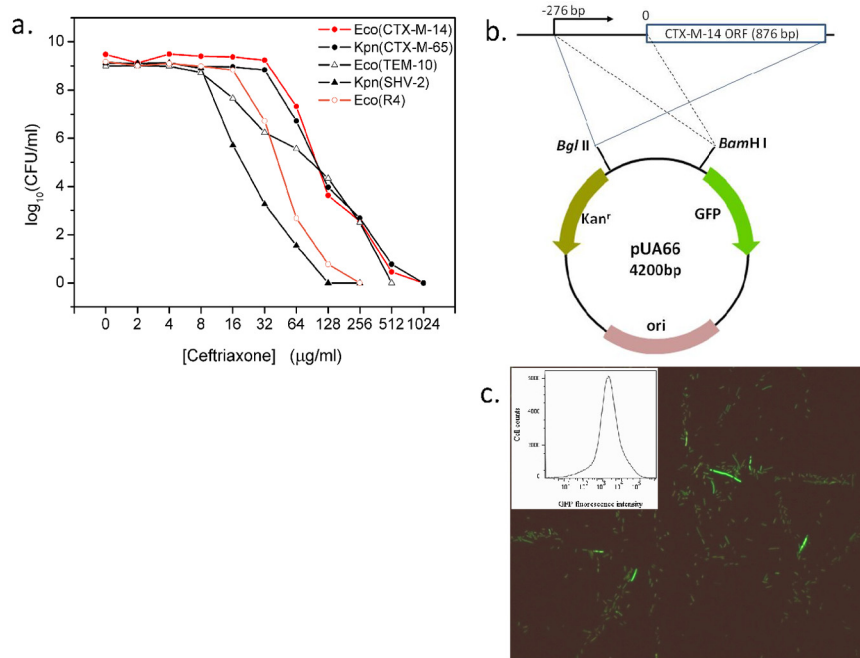 a.
Eco(CTX-M-14)
Kpn(CTX-M-65)
Eco(TEM-10)
Kpn(SHV-2)
Eco(R4)
log10(CFU/ml)
12
10
8
6
4
2
0
0 2 4 8 16 32 64 128 256 512 1024
[Ceftriaxone] (µg/ml)
b.
-276 bp
0
CTX-M-14 ORF (876 bp)
Bgl II
BamH I
Kanr
GFP
pUA66
4200bp
ori
c.
Cell counts
0
GFP fluorescence intensity